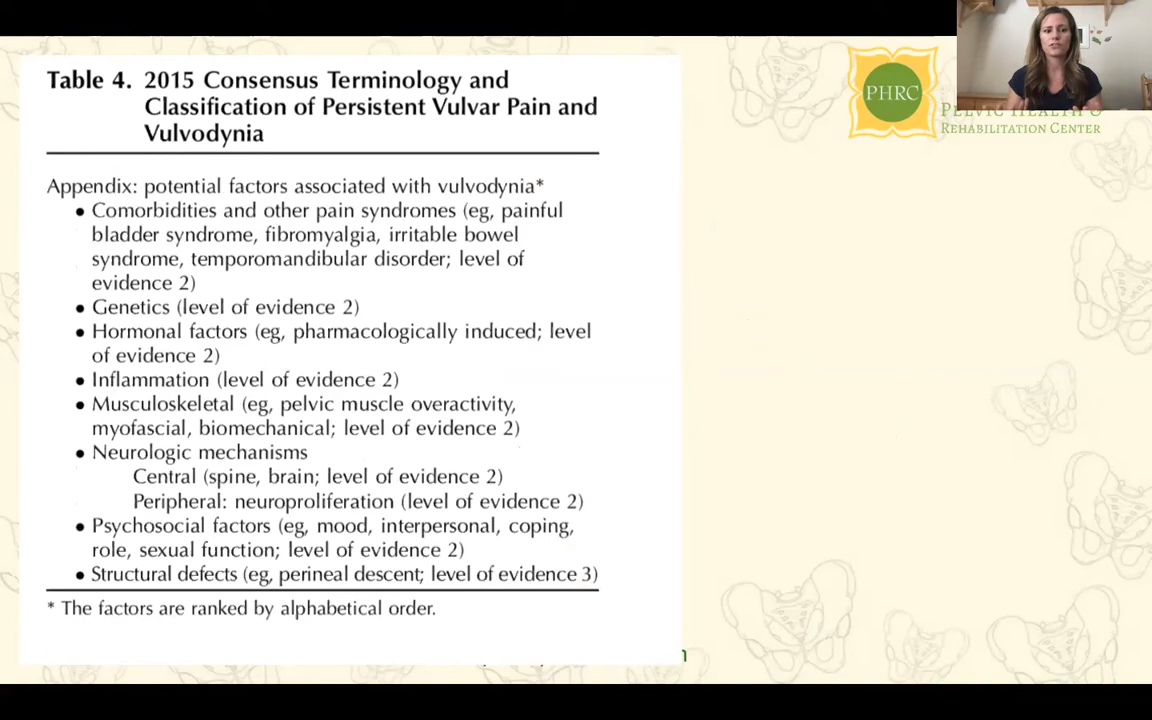 Table 4. 2015 Consensus Terminology and
Classification of Persistent Vulvar Pain and
Vulvodynia
Appendix: potential factors associated with vulvodynia*
● Comorbidities and other pain syndromes (eg, painful
bladder syndrome, fibromyalgia, irritable bowel
syndrome, temporomandibular disorder; level of
evidence 2)
● Genetics (level of evidence 2)
● Hormonal factors (eg, pharmacologically induced; level
of evidence 2)
● Inflammation (level of evidence 2)
● Musculoskeletal (eg, pelvic muscle overactivity,
myofascial, biomechanical; level of evidence 2)
● Neurologic mechanisms
Central (spine, brain; level of evidence 2)
Peripheral: neuroproliferation (level of evidence 2)
● Psychosocial factors (eg, mood, interpersonal, coping,
role, sexual function; level of evidence 2)
● Structural defects (eg, perineal descent; level of evidence 3)
* The factors are ranked by alphabetical order.
PHRC
PELVIC HEALTH &
REHABILITATION CENTER